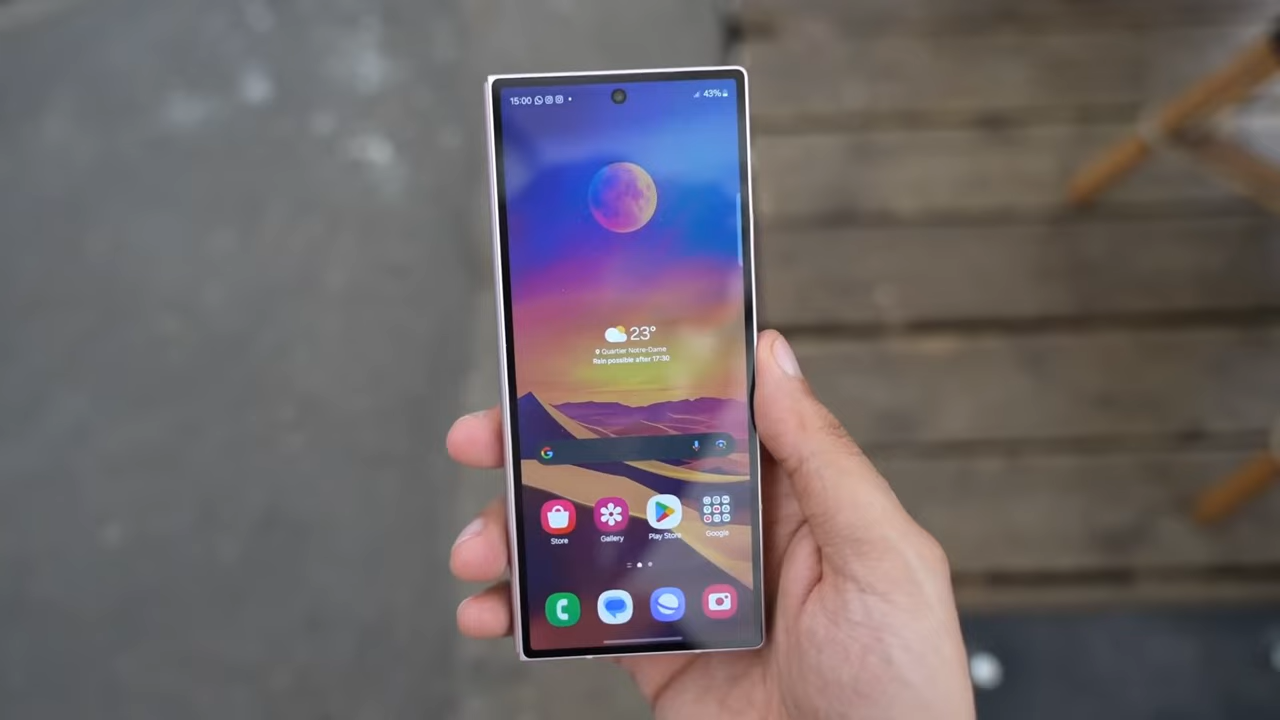 15:00
43%
23°
Quartier Notre-Dame
Rain possible after 17:30
G
Store
Gallery
Play Store
Google